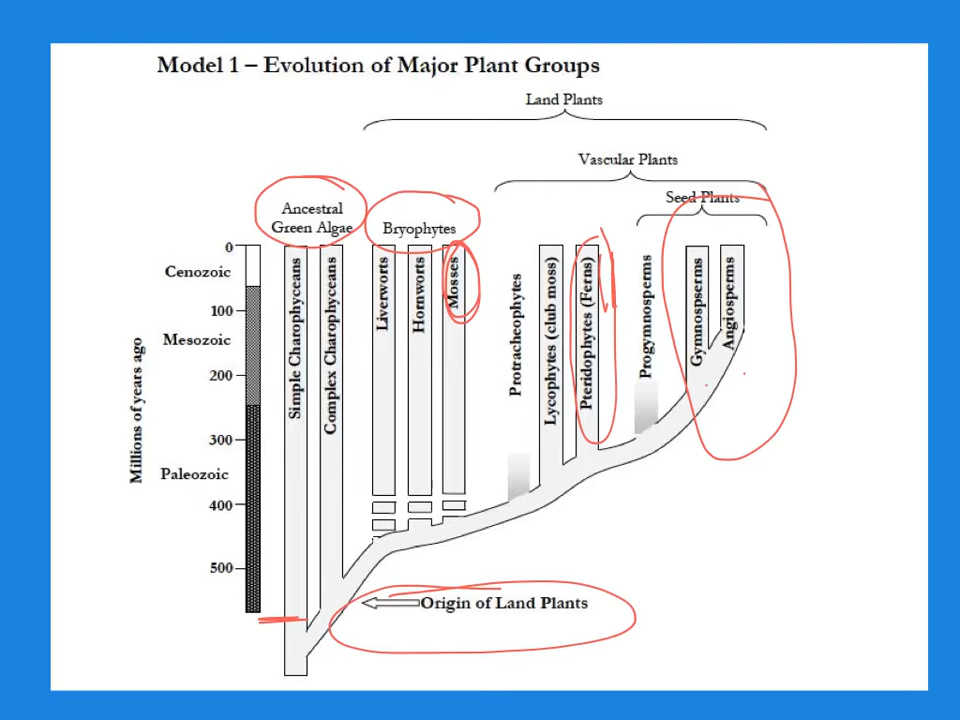 Model 1 – Evolution of Major Plant Groups
Land Plants
Vascular Plants
Seed Plants
Ancestral
Green Algae
Bryophytes
0
Cenozoic
100
Mesozoic
200
300
Paleozoic
400
500
Millions of years ago
Simple Charophyceans
Complex Charophyceans
Liverworts
Hornworts
Mosses
Protracheophytes
Lycophytes (club moss)
Pteridophytes (Ferns)
Progymnosperms
Gymnospserms
Angiosperms
Origin of Land Plants